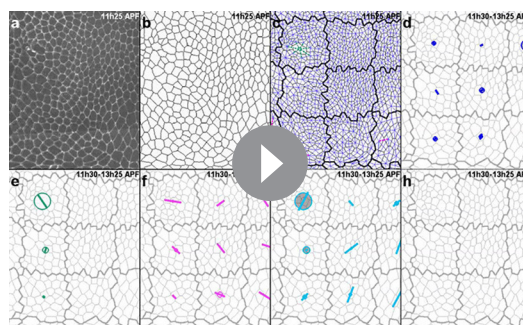 a 11h25 APF
b 11h25 APF
c 11h25 APF
d 11h30-13h25 APF
e 11h30-13h25 APF
f 11h30-1
11h30-13h25 APF
h 11h30-13h25 APF